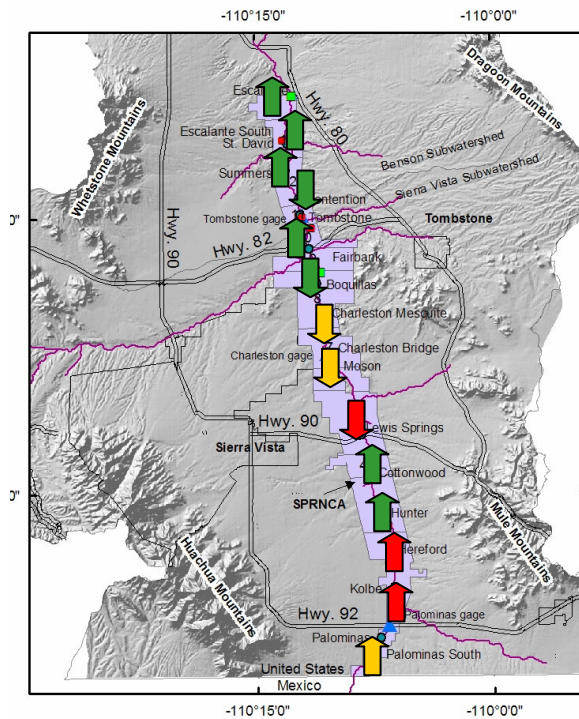 -110°15'0"
-110°0'0"
Escalante
Escalante South
St. David
Summers
Contention
Tombstone gage
Tombstone
Tombstone
Fairbank
Boquillas
Charleston Mesquite
Charleston Bridge
Charleston gage
Moson
Lewis Springs
Cottonwood
SPRNCA
Hunter
Hereford
Kolbe
Palominas gage
Palominas
Palominas South
United States
Mexico
Hwy. 80
Hwy. 90
Hwy. 82
Hwy. 90
Hwy. 92
Sierra Vista
Benson Subwatershed
Sierra Vista Subwatershed
Whetstone Mountains
Dragoon Mountains
Huachua Mountains
Mule Mountains
0"
0"
-110°15'0"
-110°0'0"